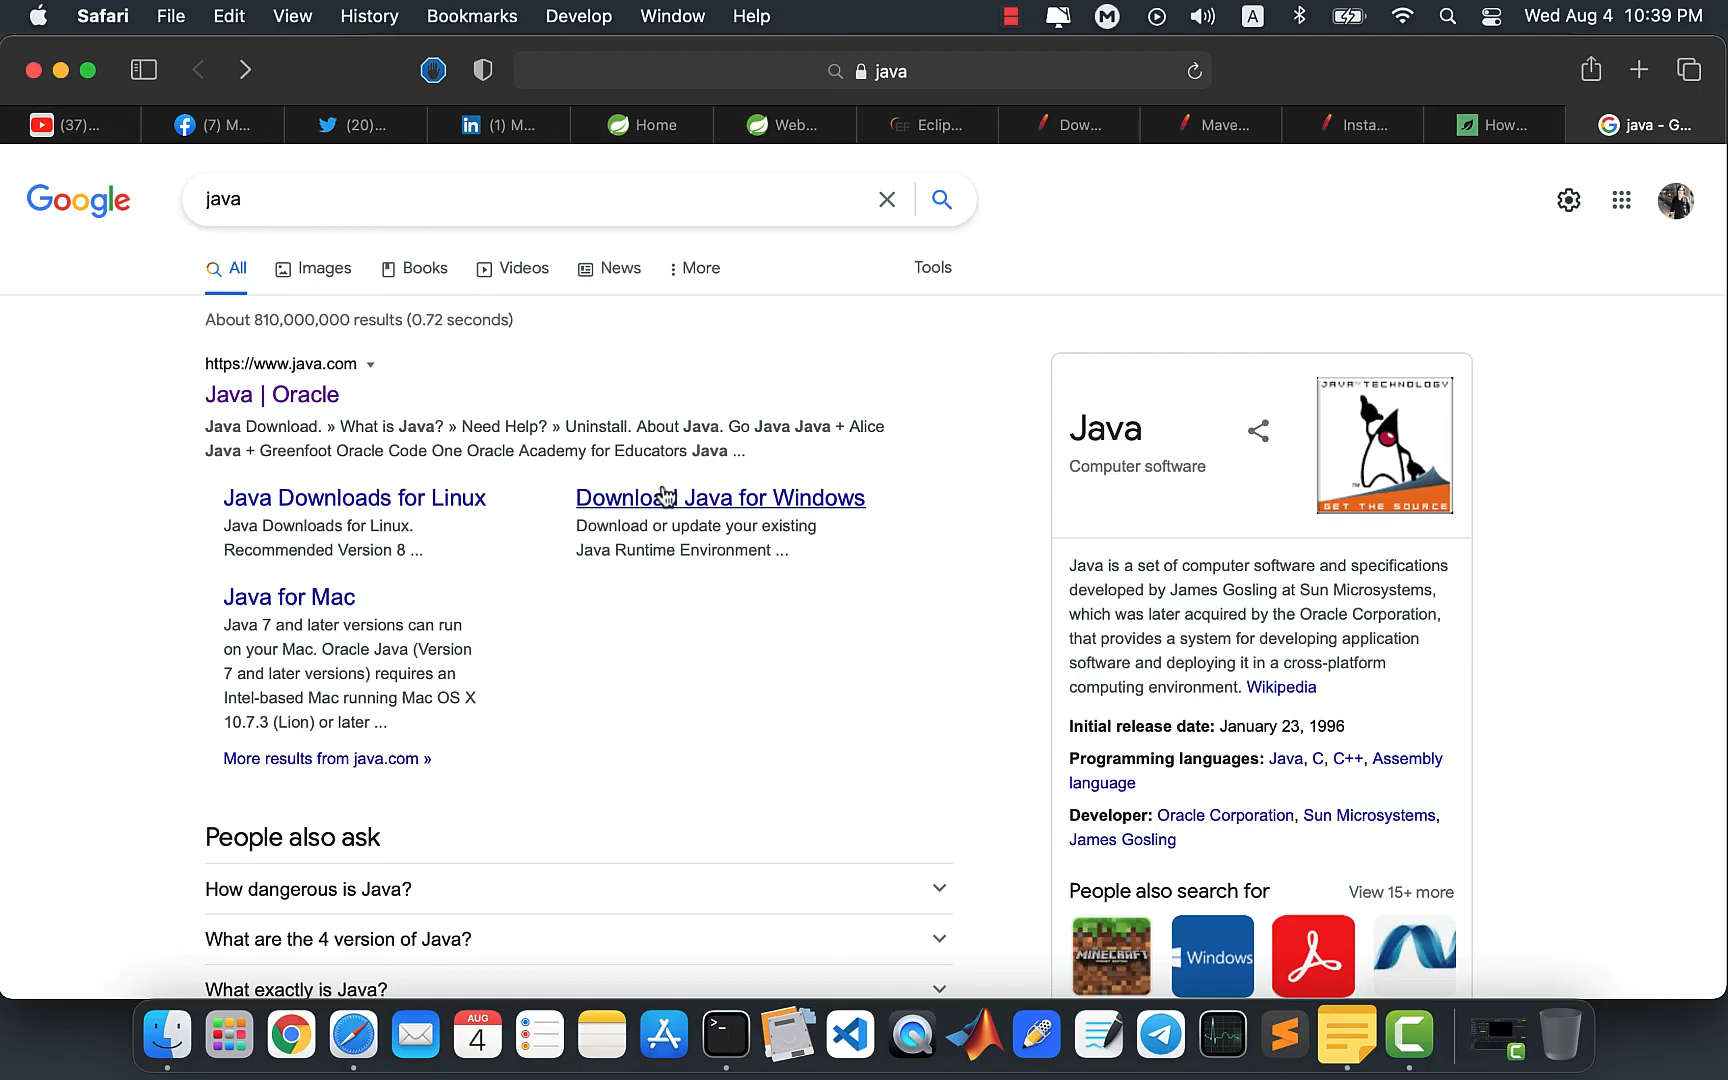 Safari File Edit View History Bookmarks Develop Window Help A Wed Aug 4 10:39 PM
java
(37)... (7) M... (20)... (1) M... Home Web... Eclip... Dow... Mave... Insta... How... java - G...
Google
java
All Images Books Videos News More Tools
About 810,000,000 results (0.72 seconds)
https://www.java.com
Java | Oracle
Java Download. » What is Java? » Need Help? » Uninstall. About Java. Go Java Java + Alice
Java + Greenfoot Oracle Code One Oracle Academy for Educators Java ...
Java Downloads for Linux
Java Downloads for Linux.
Recommended Version 8 ...
Download Java for Windows
Download or update your existing
Java Runtime Environment ...
Java for Mac
Java 7 and later versions can run
on your Mac. Oracle Java (Version
7 and later versions) requires an
Intel-based Mac running Mac OS X
10.7.3 (Lion) or later ...
More results from java.com »
People also ask
How dangerous is Java?
What are the 4 version of Java?
What exactly is Java?
Java
Computer software
JAVA TECHNOLOGY
GET THE SOURCE
Java is a set of computer software and specifications
developed by James Gosling at Sun Microsystems,
which was later acquired by the Oracle Corporation,
that provides a system for developing application
software and deploying it in a cross-platform
computing environment. Wikipedia
Initial release date: January 23, 1996
Programming languages: Java, C, C++, Assembly
language
Developer: Oracle Corporation, Sun Microsystems,
James Gosling
People also search for View 15+ more
MINECRAFT
Windows
AUG
4